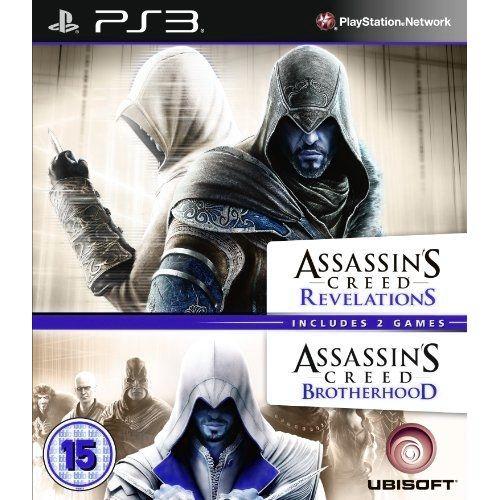 PS3
PlayStation®Network
ASSASSIN'S
CREED
REVELATIONS
INCLUDES 2 GAMES
ASSASSIN'S
CREED
BROTHERHOOD
15
UBISOFT